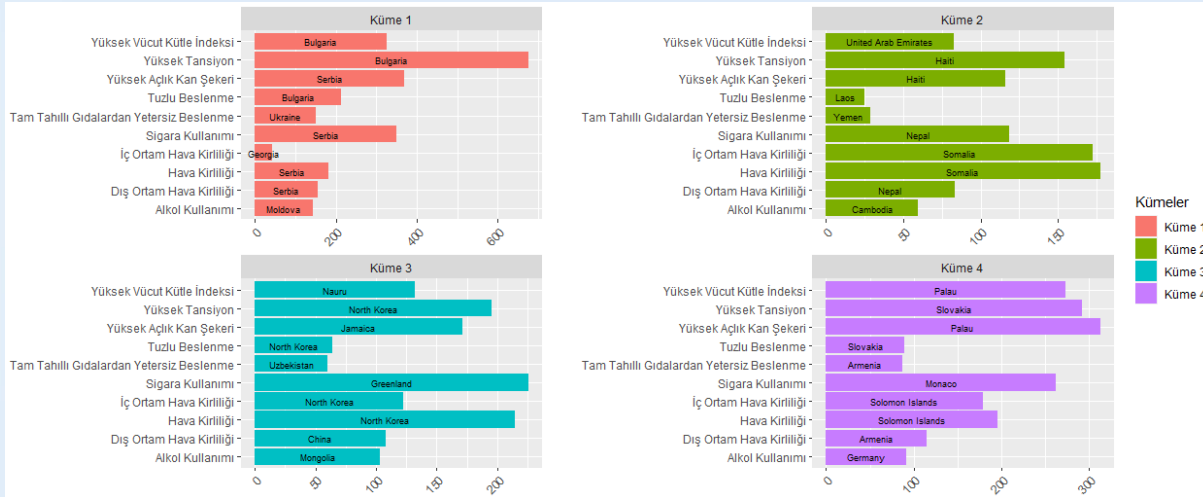 Küme 1
Yüksek Vücut Kütle İndeksi
Bulgaria
Yüksek Tansiyon
Bulgaria
Yüksek Açlık Kan Şekeri
Serbia
Tuzlu Beslenme
Bulgaria
Tam Tahıllı Gıdalardan Yetersiz Beslenme
Ukraine
Sigara Kullanımı
Serbia
İç Ortam Hava Kirliliği
Georgia
Hava Kirliliği
Serbia
Dış Ortam Hava Kirliliği
Serbia
Alkol Kullanımı
Moldova
0 200 400 600
Küme 2
Yüksek Vücut Kütle İndeksi
United Arab Emirates
Yüksek Tansiyon
Haiti
Yüksek Açlık Kan Şekeri
Haiti
Tuzlu Beslenme
Laos
Tam Tahıllı Gıdalardan Yetersiz Beslenme
Yemen
Sigara Kullanımı
Nepal
İç Ortam Hava Kirliliği
Somalia
Hava Kirliliği
Somalia
Dış Ortam Hava Kirliliği
Nepal
Alkol Kullanımı
Cambodia
0 50 100 150
Küme 3
Yüksek Vücut Kütle İndeksi
Nauru
Yüksek Tansiyon
North Korea
Yüksek Açlık Kan Şekeri
Jamaica
Tuzlu Beslenme
North Korea
Tam Tahıllı Gıdalardan Yetersiz Beslenme
Uzbekistan
Sigara Kullanımı
Greenland
İç Ortam Hava Kirliliği
North Korea
Hava Kirliliği
North Korea
Dış Ortam Hava Kirliliği
China
Alkol Kullanımı
Mongolia
0 50 100 150 200
Küme 4
Yüksek Vücut Kütle İndeksi
Palau
Yüksek Tansiyon
Slovakia
Yüksek Açlık Kan Şekeri
Palau
Tuzlu Beslenme
Slovakia
Tam Tahıllı Gıdalardan Yetersiz Beslenme
Armenia
Sigara Kullanımı
Monaco
İç Ortam Hava Kirliliği
Solomon Islands
Hava Kirliliği
Solomon Islands
Dış Ortam Hava Kirliliği
Armenia
Alkol Kullanımı
Germany
0 100 200 300
Kümeler
Küme 1
Küme 2
Küme 3
Küme 4